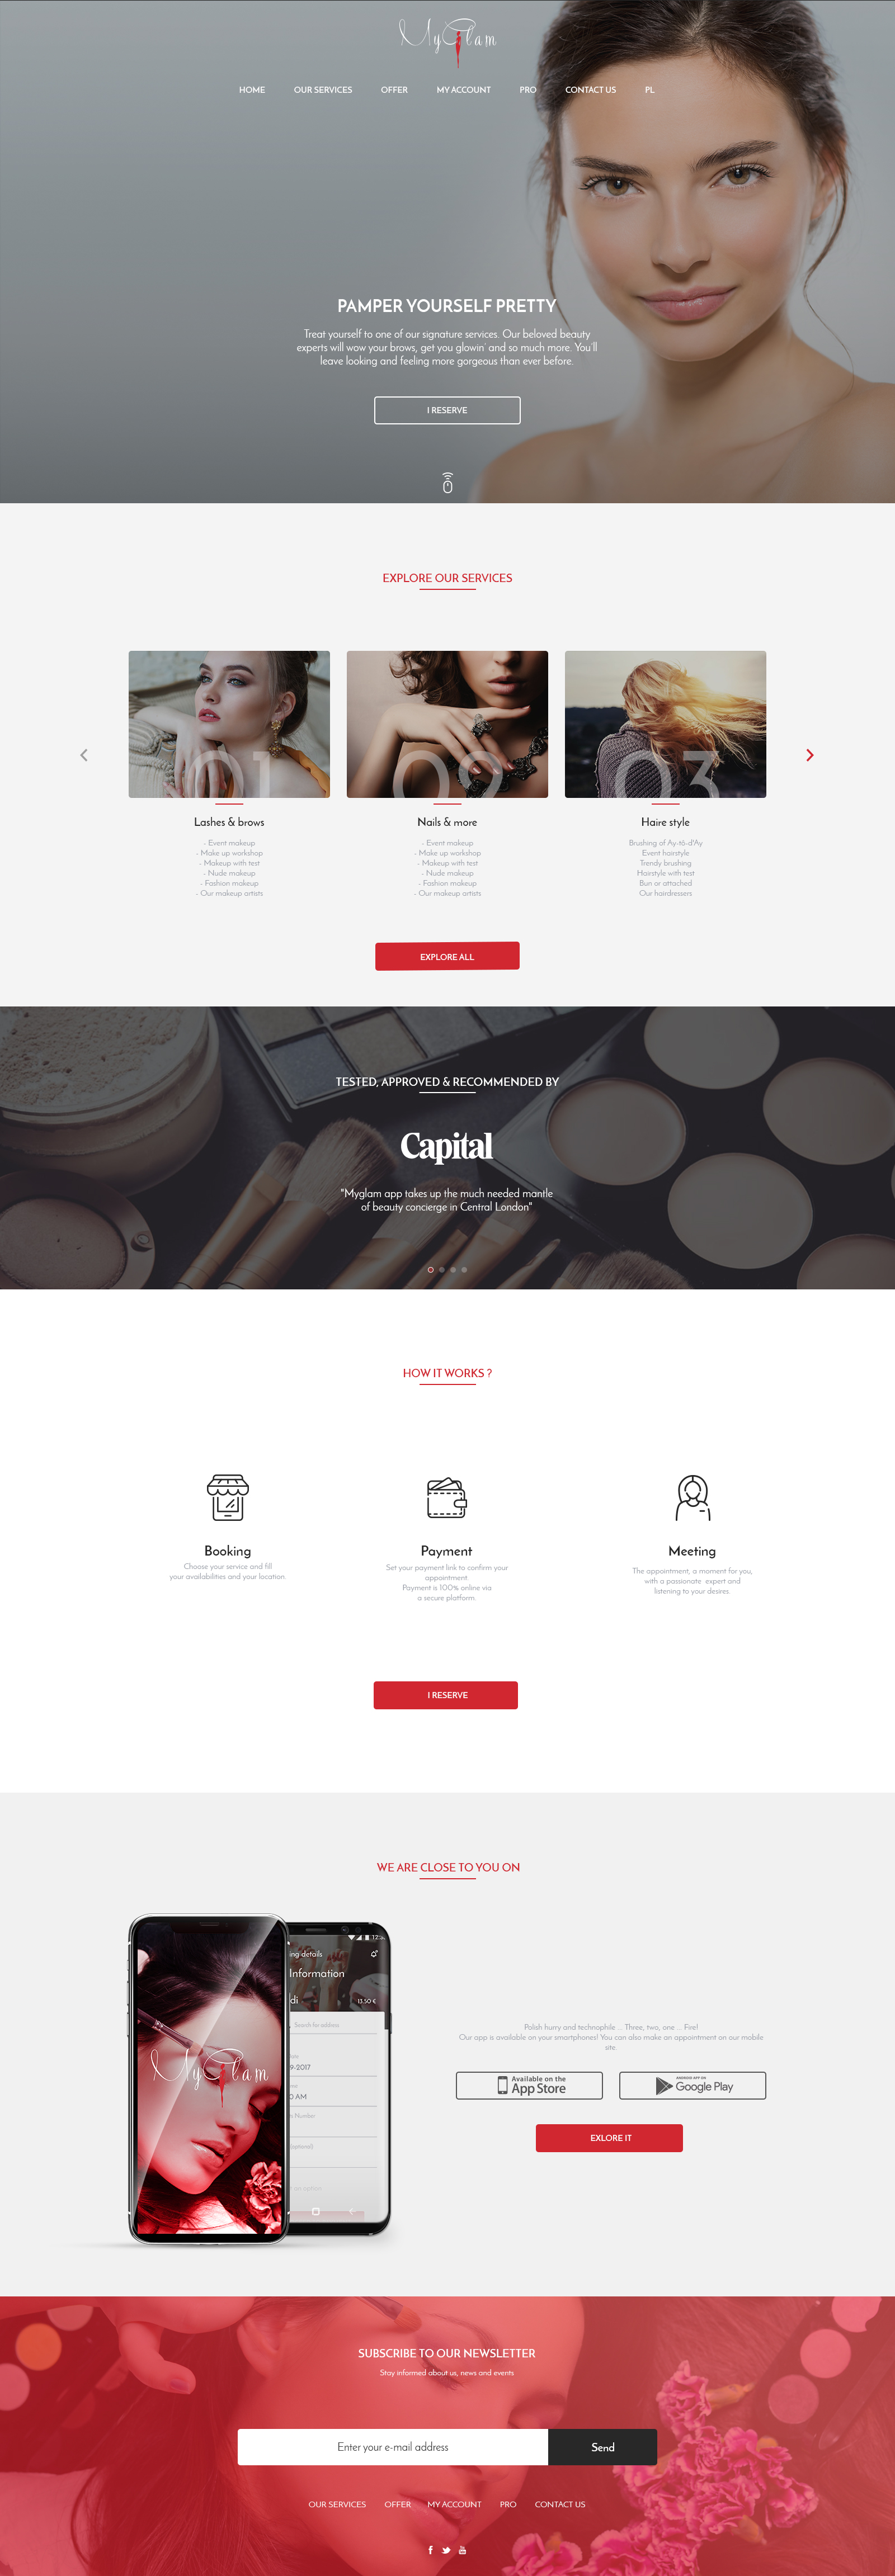 MyGlam
HOME OUR SERVICES OFFER MY ACCOUNT PRO CONTACT US PL
PAMPER YOURSELF PRETTY
Treat yourself to one of our signature services. Our beloved beauty
experts will wow your brows, get you glowin' and so much more. You'll
leave looking and feeling more gorgeous than ever before.
I RESERVE
EXPLORE OUR SERVICES
01
02
03
Lashes & brows
- Event makeup
- Make up workshop
- Makeup with test
- Nude makeup
- Fashion makeup
- Our makeup artists
Nails & more
- Event makeup
- Make up workshop
- Makeup with test
- Nude makeup
- Fashion makeup
- Our makeup artists
Haire style
Brushing of Ay-t6-d'Ay
Event hairstyle
Trendy brushing
Hairstyle with test
Bun or attached
Our hairdressers
EXPLORE ALL
TESTED, APPROVED & RECOMMENDED BY
Capital
"Myglam app takes up the much needed mantle
of beauty concierge in Central London"
HOW IT WORKS ?
Booking
Choose your service and fill
your availabilities and your location.
Payment
Set your payment link to confirm your
appointment.
Payment is 100% online via
a secure platform.
Meeting
The appointment, a moment for you,
with a passionate expert and
listening to your desires.
I RESERVE
WE ARE CLOSE TO YOU ON
ing details
Information
di 13,50 €
Search for address
9-2017
0 AM
Number
(optional)
MyGlam
Polish hurry and technophile ... Three, two, one ... Fire!
Our app is available on your smartphones! You can also make an appointment on our mobile
site.
Available on the
App Store
ANDROID APP ON
Google Play
EXLORE IT
SUBSCRIBE TO OUR NEWSLETTER
Stay informed about us, news and events
Enter your e-mail address
Send
OUR SERVICES OFFER MY ACCOUNT PRO CONTACT US